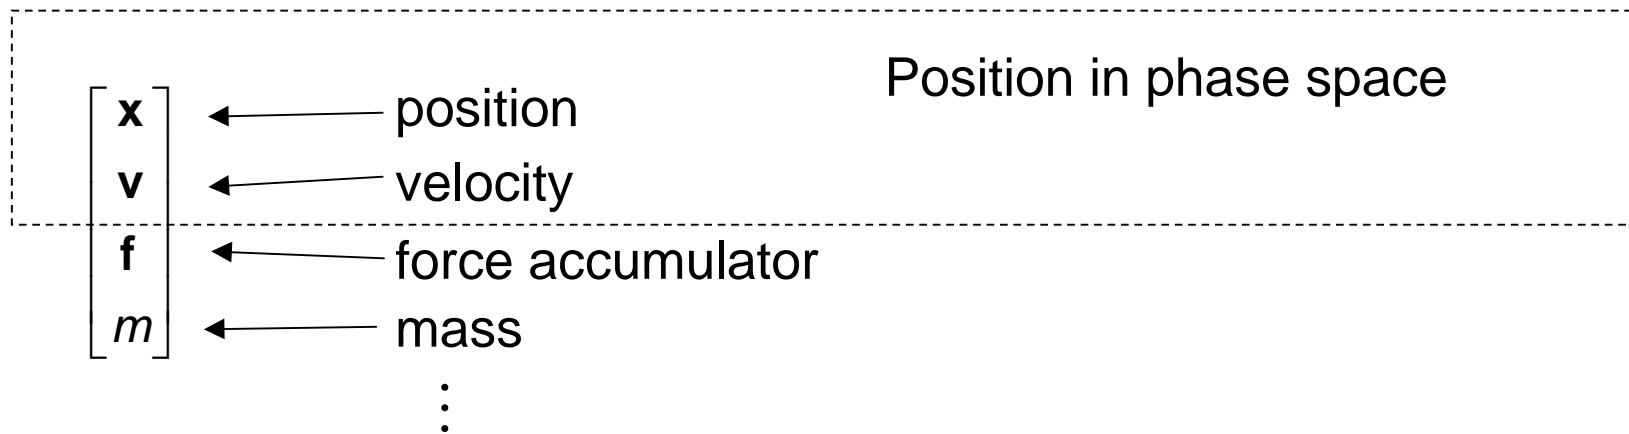 Position in phase space
x position
v velocity
f force accumulator
m mass
⋮